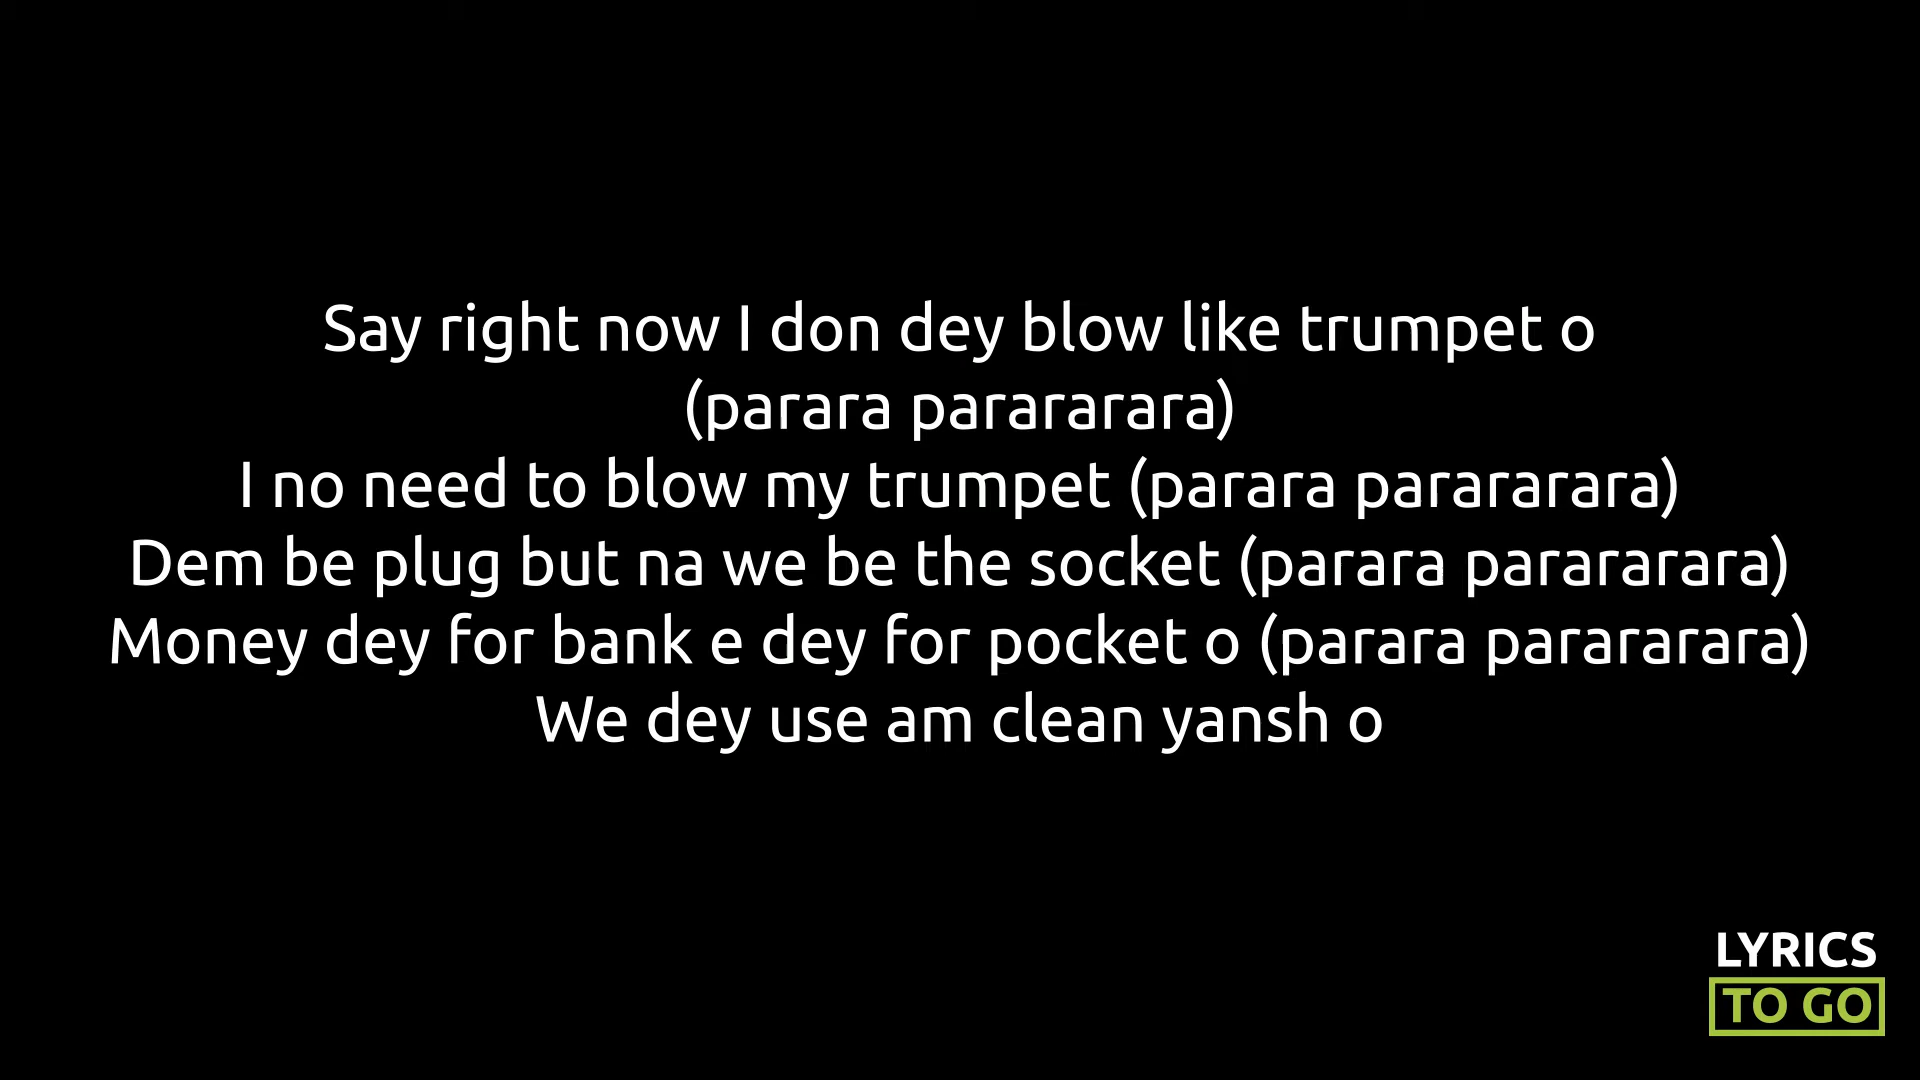 Say right now I don dey blow like trumpet o
(parara parararara)
I no need to blow my trumpet (parara parararara)
Dem be plug but na we be the socket (parara parararara)
Money dey for bank e dey for pocket o (parara parararara)
We dey use am clean yansh o
LYRICS
TO GO